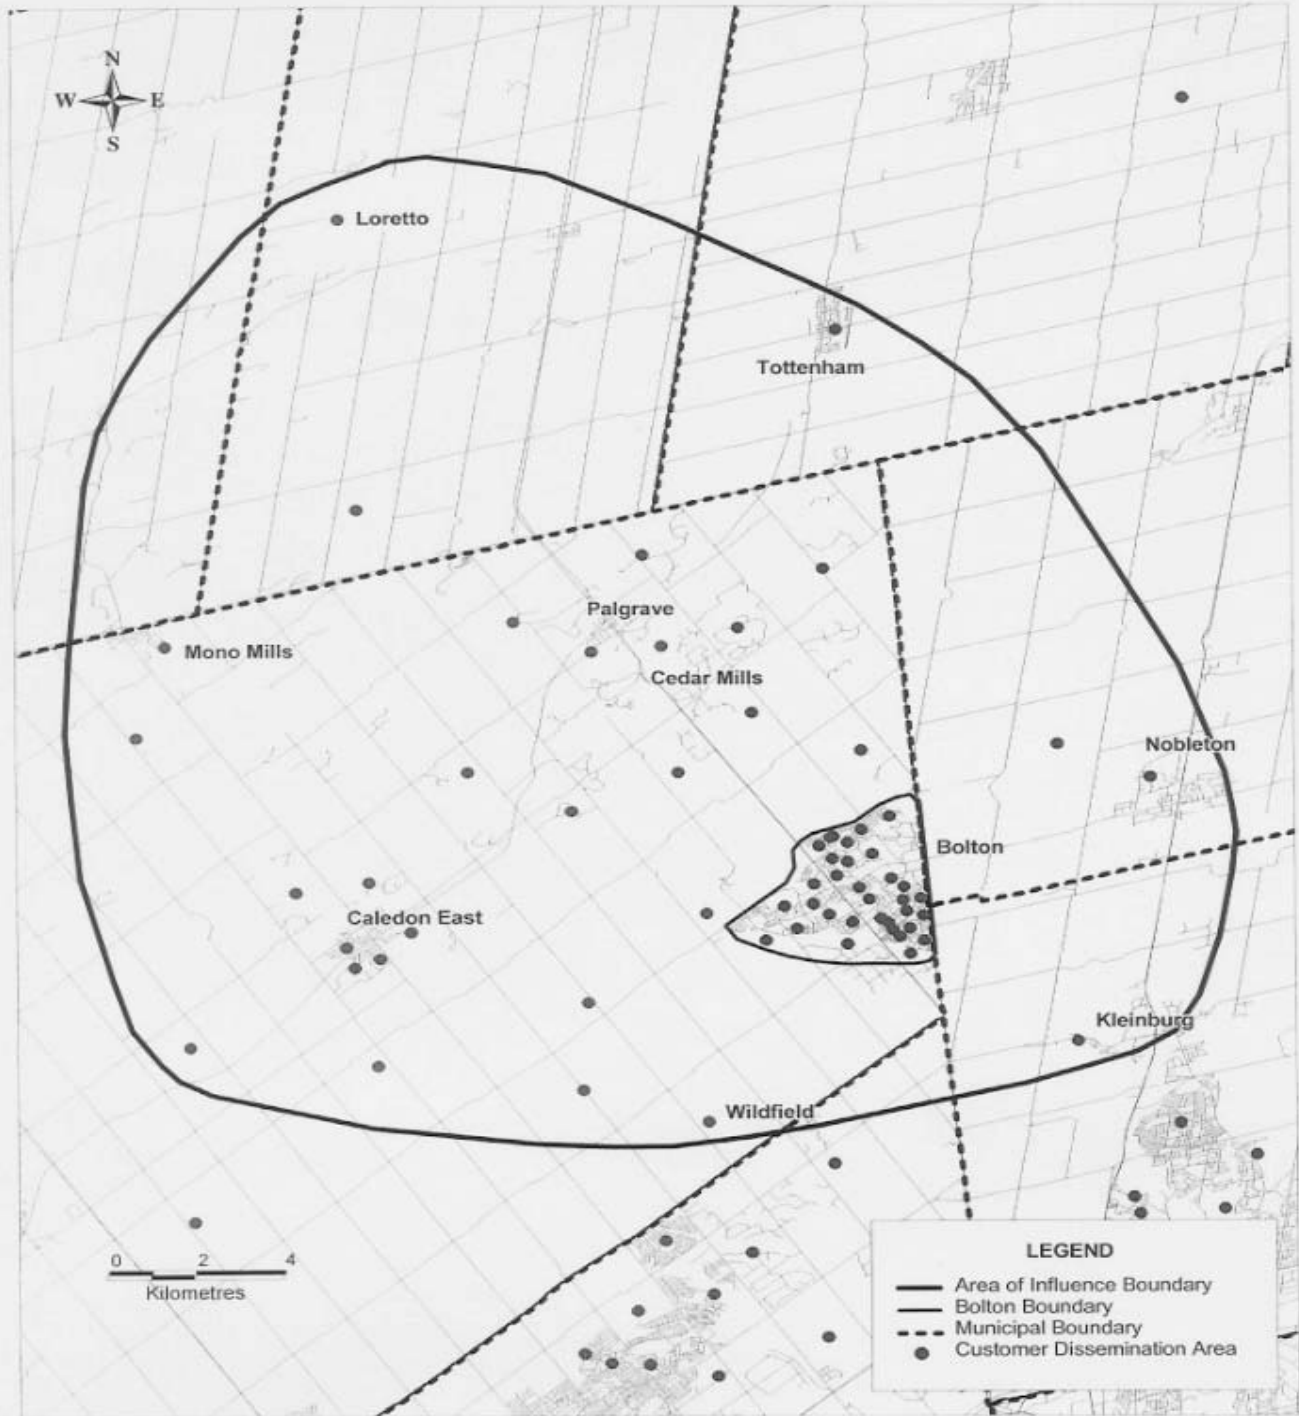 N
W E
S
Loretto
Tottenham
Palgrave
Mono Mills
Cedar Mills
Nobleton
Bolton
Caledon East
Kleinburg
Wildfield
0 2 4
Kilometres
LEGEND
Area of Influence Boundary
Bolton Boundary
Municipal Boundary
Customer Dissemination Area